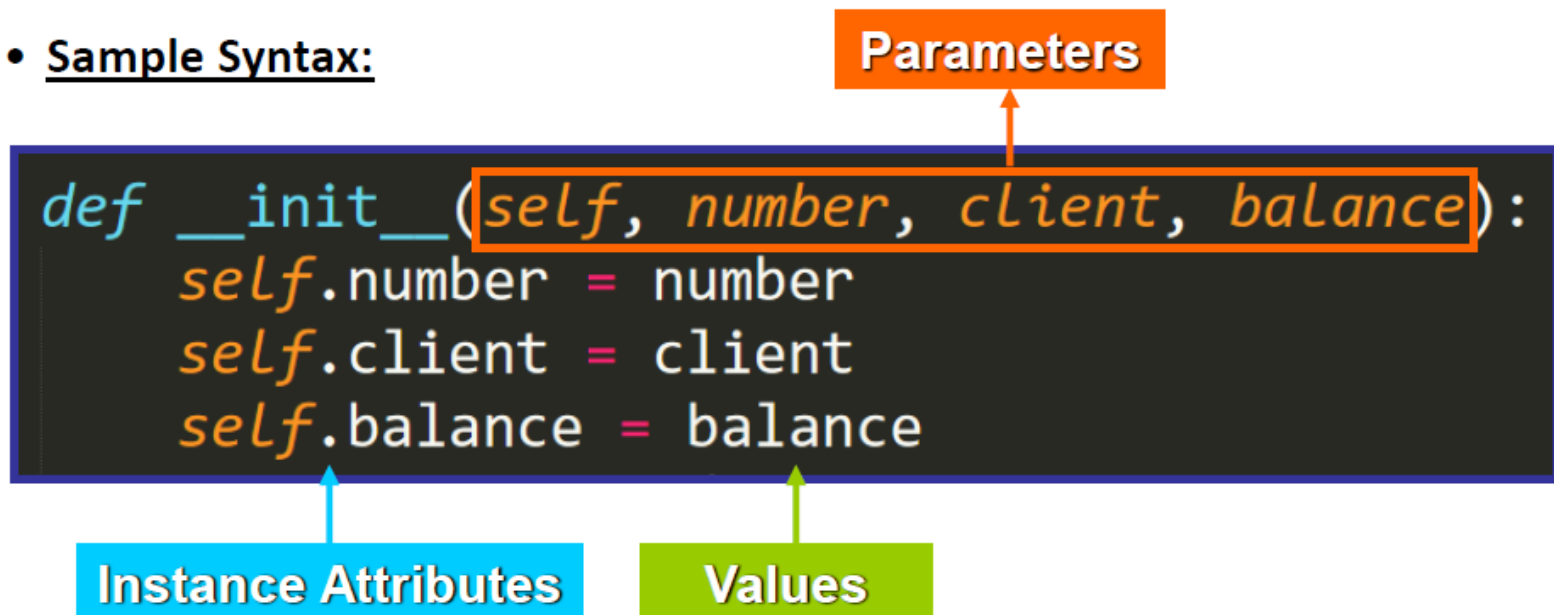 • Sample Syntax:
Parameters
def __init__(self, number, client, balance):
self.number = number
self.client = client
self.balance = balance
Instance Attributes
Values